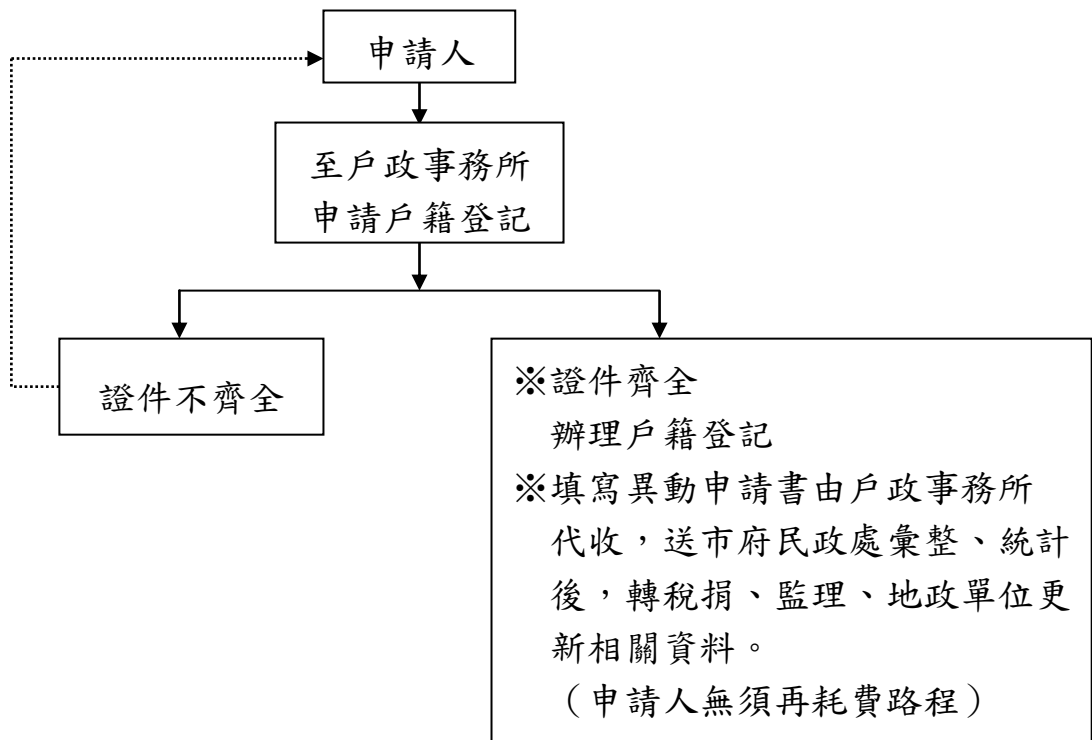 申請人
至戶政事務所
申請戶籍登記
證件不齊全
※證件齊全
辦理戶籍登記
※填寫異動申請書由戶政事務所
代收，送市府民政處彙整、統計
後，轉稅捐、監理、地政單位更
新相關資料。
（申請人無須再耗費路程）